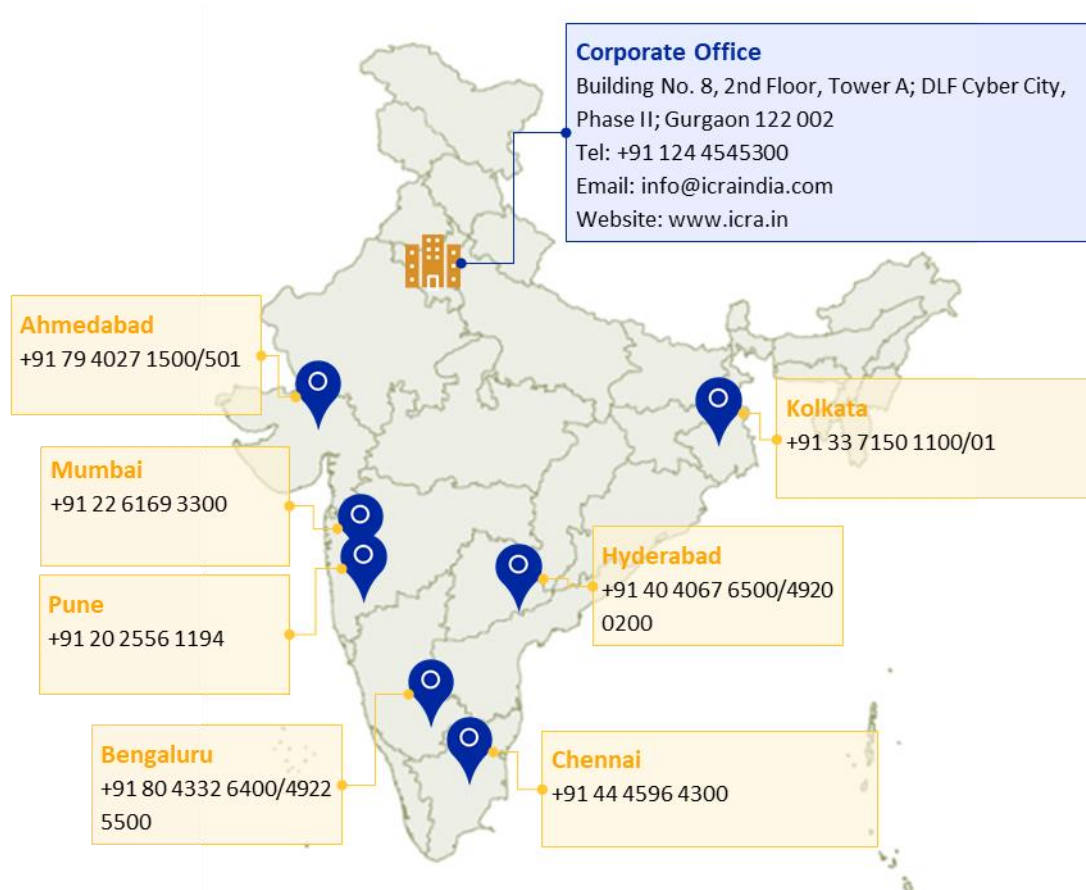 Corporate Office
Building No. 8, 2nd Floor, Tower A; DLF Cyber City,
Phase II; Gurgaon 122 002
Tel: +91 124 4545300
Email: info@icraindia.com
Website: www.icra.in
Ahmedabad
+91 79 4027 1500/501
Kolkata
+91 33 7150 1100/01
Mumbai
+91 22 6169 3300
Hyderabad
+91 40 4067 6500/4920
0200
Pune
+91 20 2556 1194
Bengaluru
+91 80 4332 6400/4922
5500
Chennai
+91 44 4596 4300